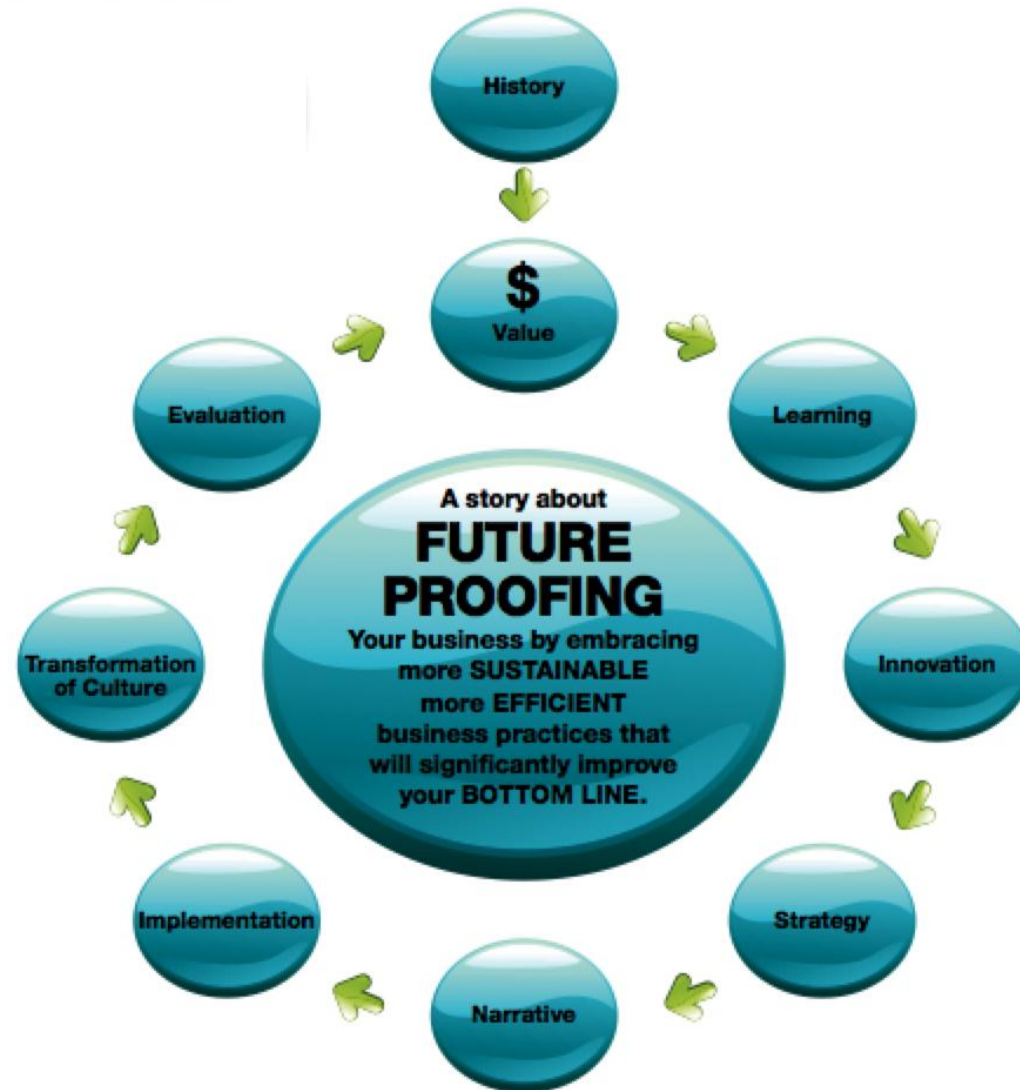 History
$
Value
Learning
Innovation
Strategy
Narrative
Implementation
Transformation
of Culture
Evaluation
A story about
FUTURE
PROOFING
Your business by embracing
more SUSTAINABLE
more EFFICIENT
business practices that
will significantly improve
your BOTTOM LINE.